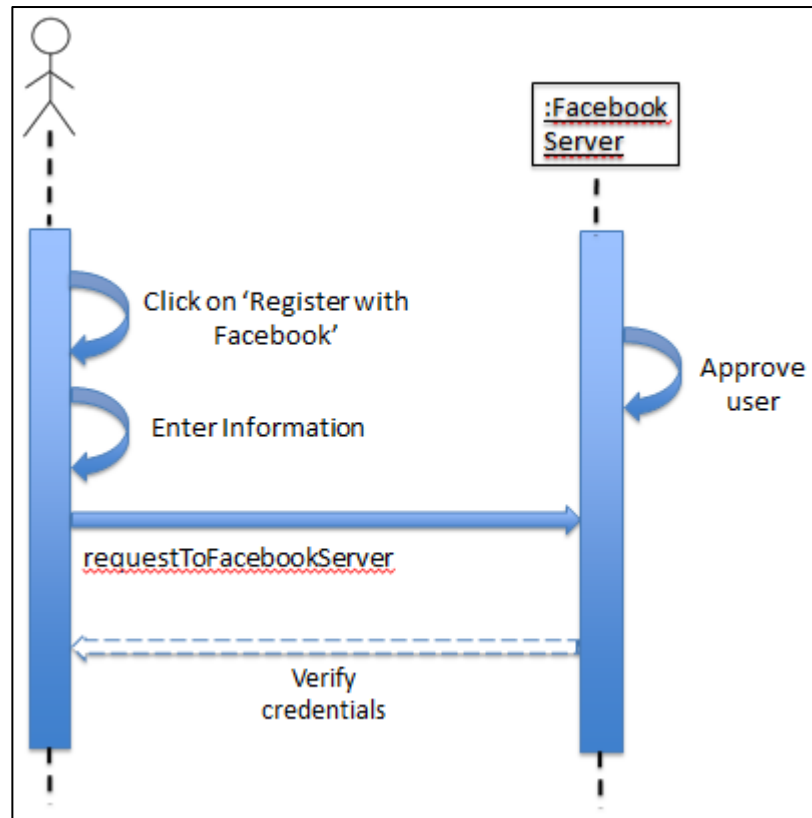 :Facebook
Server
Click on ‘Register with
Facebook’
Approve
user
Enter Information
requestToFacebookServer
Verify
credentials